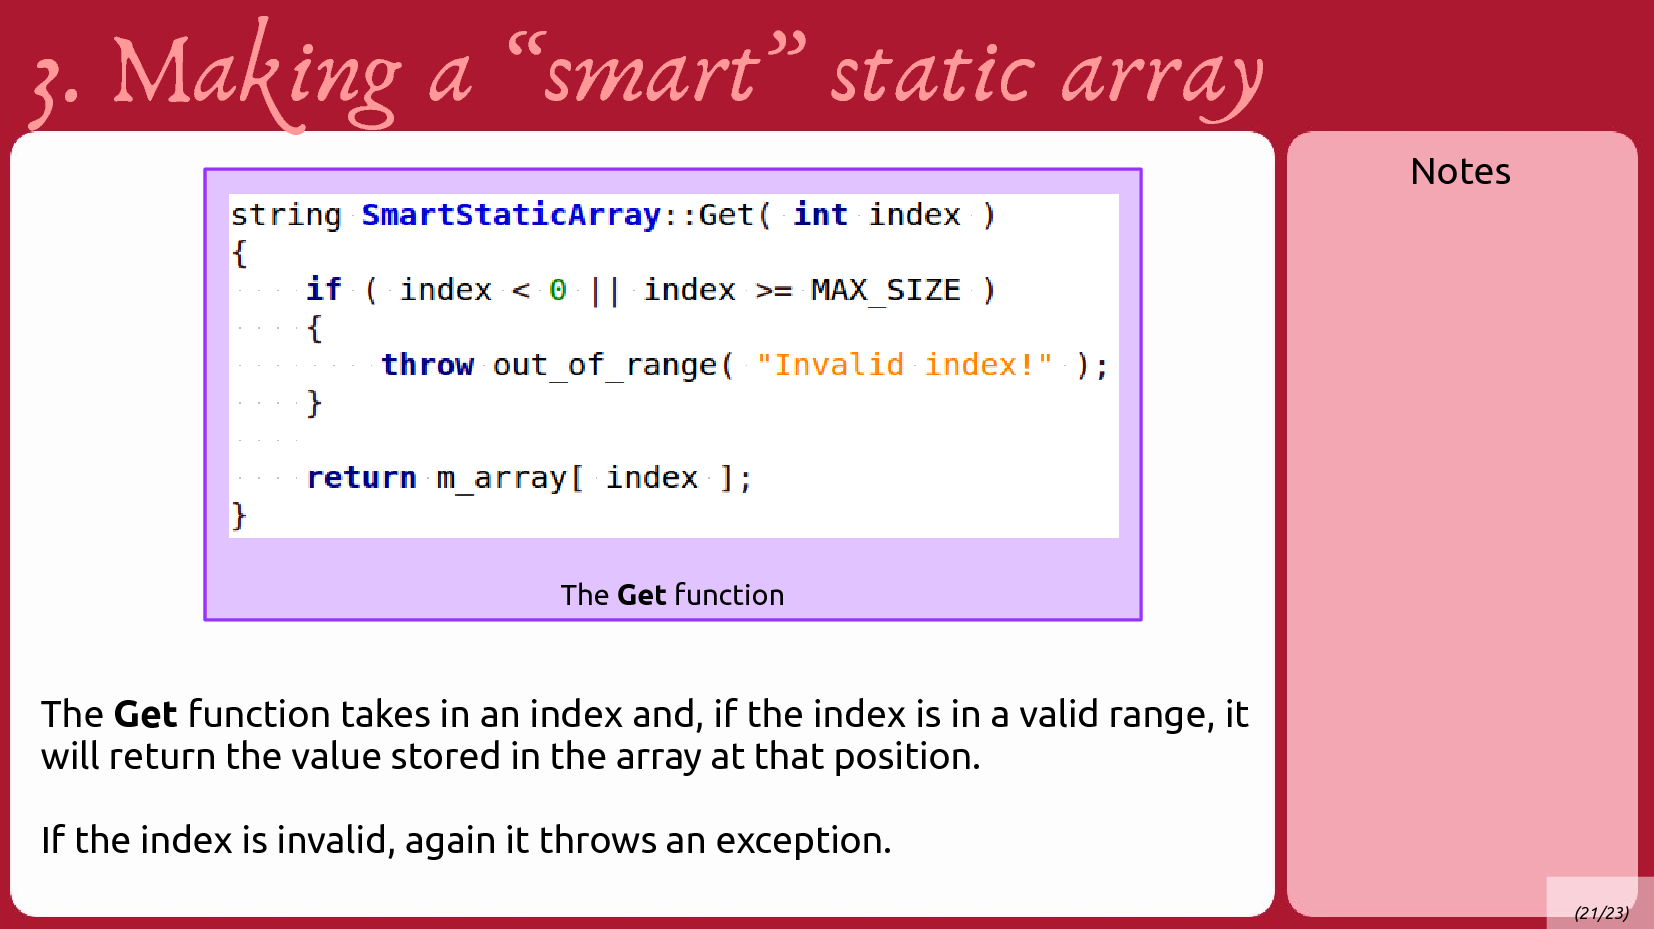 3. Making a “smart” static array
string SmartStaticArray::Get( int index )
{
    if ( index < 0 || index >= MAX_SIZE )
    {
        throw out_of_range( "Invalid index!" );
    }

    return m_array[ index ];
}
The Get function
The Get function takes in an index and, if the index is in a valid range, it
will return the value stored in the array at that position.
If the index is invalid, again it throws an exception.
Notes
(21/23)